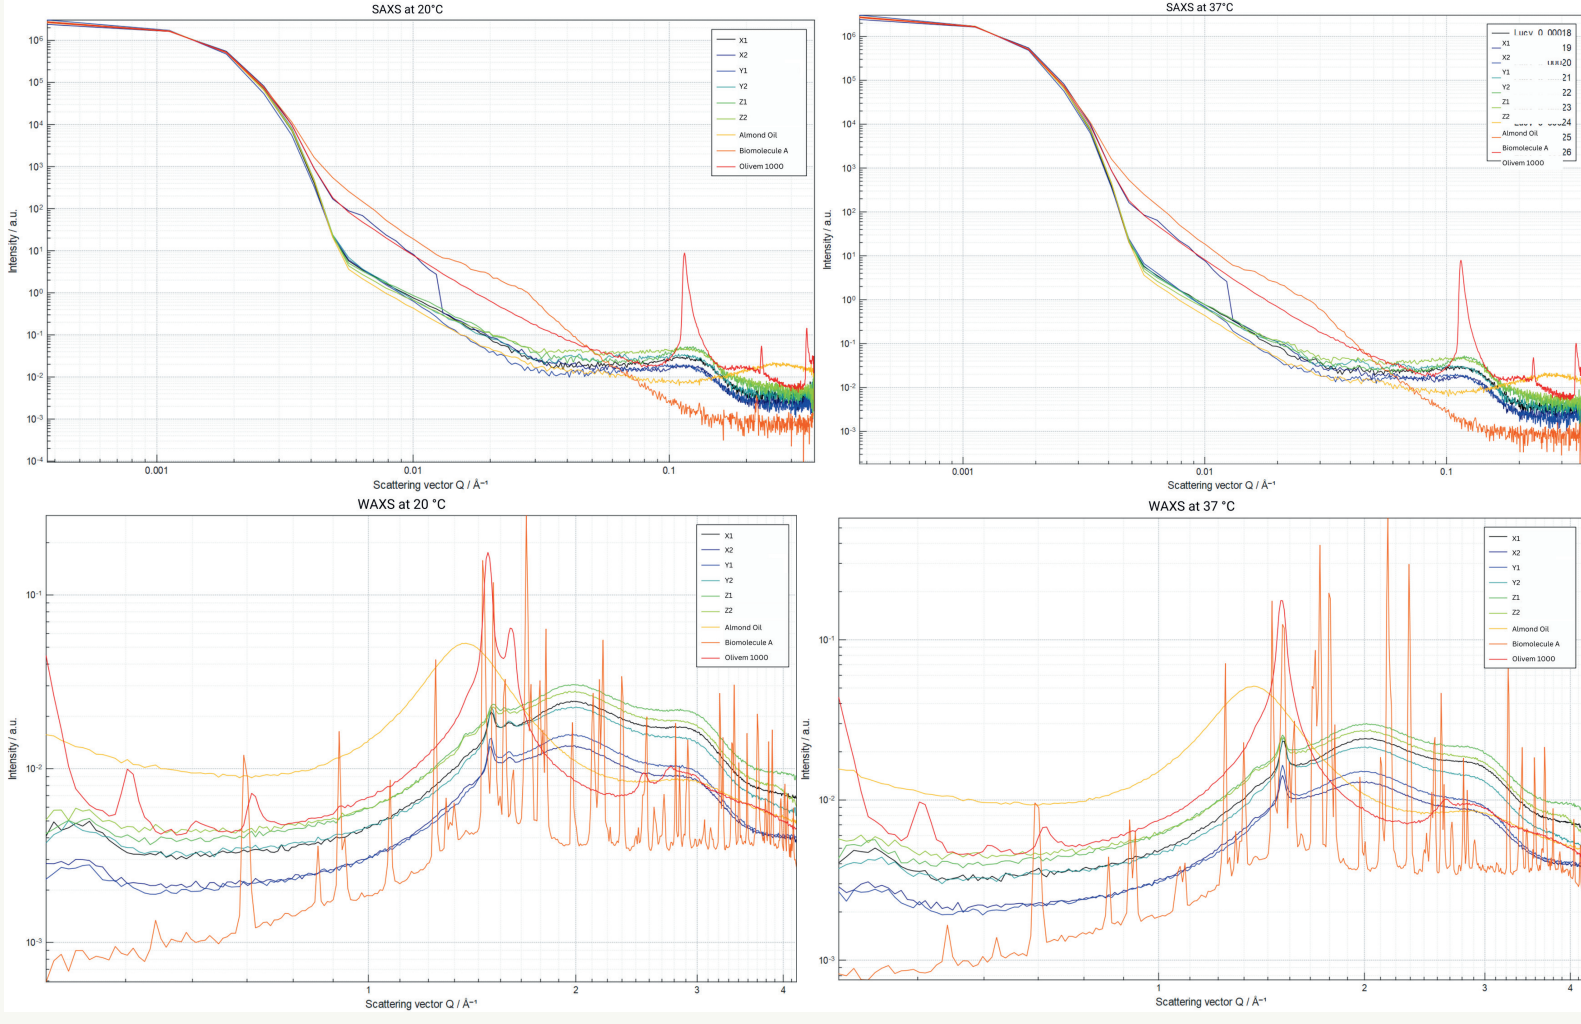 SAXS at 20°C
X1
X2
Y1
Y2
Z1
Z2
Almond Oil
Biomolecule A
Olivem 1000
10⁶
10⁵
10⁴
10³
10²
10¹
10⁰
10⁻¹
10⁻²
10⁻³
10⁻⁴
Intensity / a.u.
0.001
0.01
0.1
Scattering vector Q / Å⁻¹
SAXS at 37°C
X1
X2
Y1
Y2
Z1
Z2
Almond Oil
Biomolecule A
Olivem 1000
19
21
22
23
24
25
26
10⁶
10⁵
10⁴
10³
10²
10¹
10⁰
10⁻¹
10⁻²
10⁻³
Intensity / a.u.
0.001
0.01
0.1
Scattering vector Q / Å⁻¹
WAXS at 20 °C
X1
X2
Y1
Y2
Z1
Z2
Almond Oil
Biomolecule A
Olivem 1000
10⁻¹
10⁻²
10⁻³
Intensity / a.u.
1
2
3
4
Scattering vector Q / Å⁻¹
WAXS at 37 °C
X1
X2
Y1
Y2
Z1
Z2
Almond Oil
Biomolecule A
Olivem 1000
10⁻¹
10⁻²
10⁻³
Intensity / a.u.
1
2
3
4
Scattering vector Q / Å⁻¹